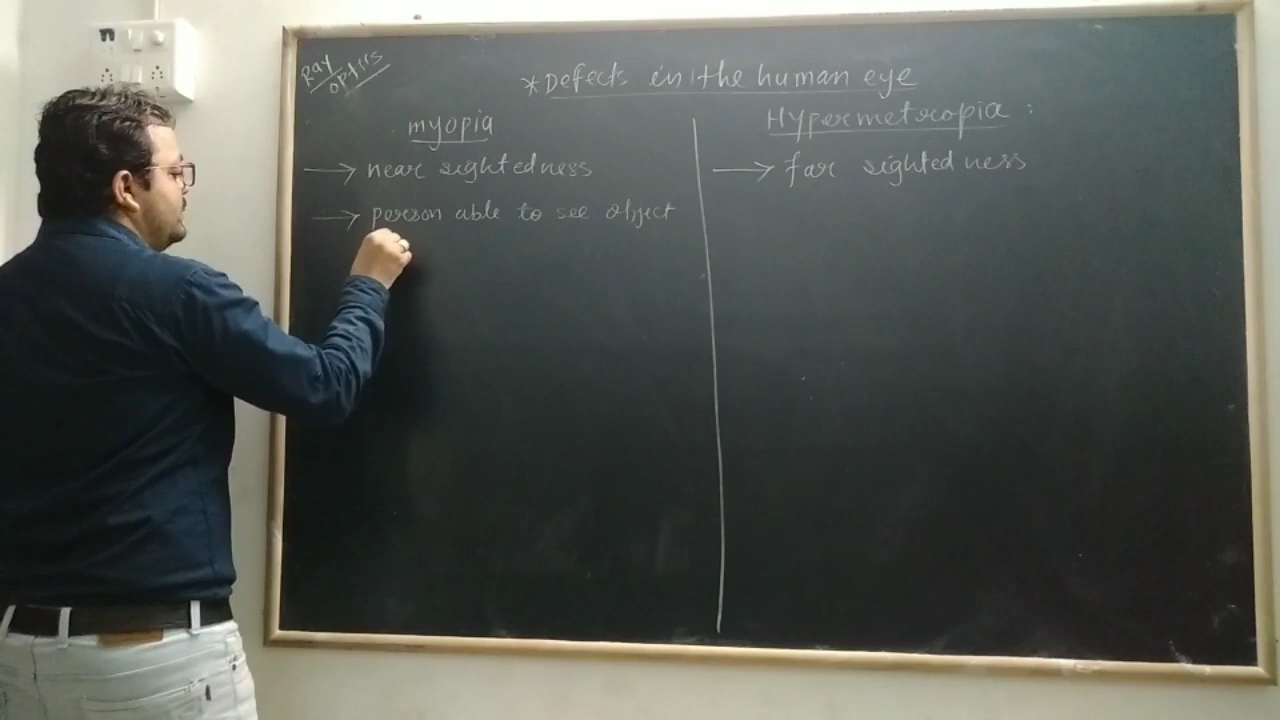 Ray
optics
* Defects in the human eye
myopia
→ near sightedness
→ person able to see object
Hypermetropia :
→ far sightedness